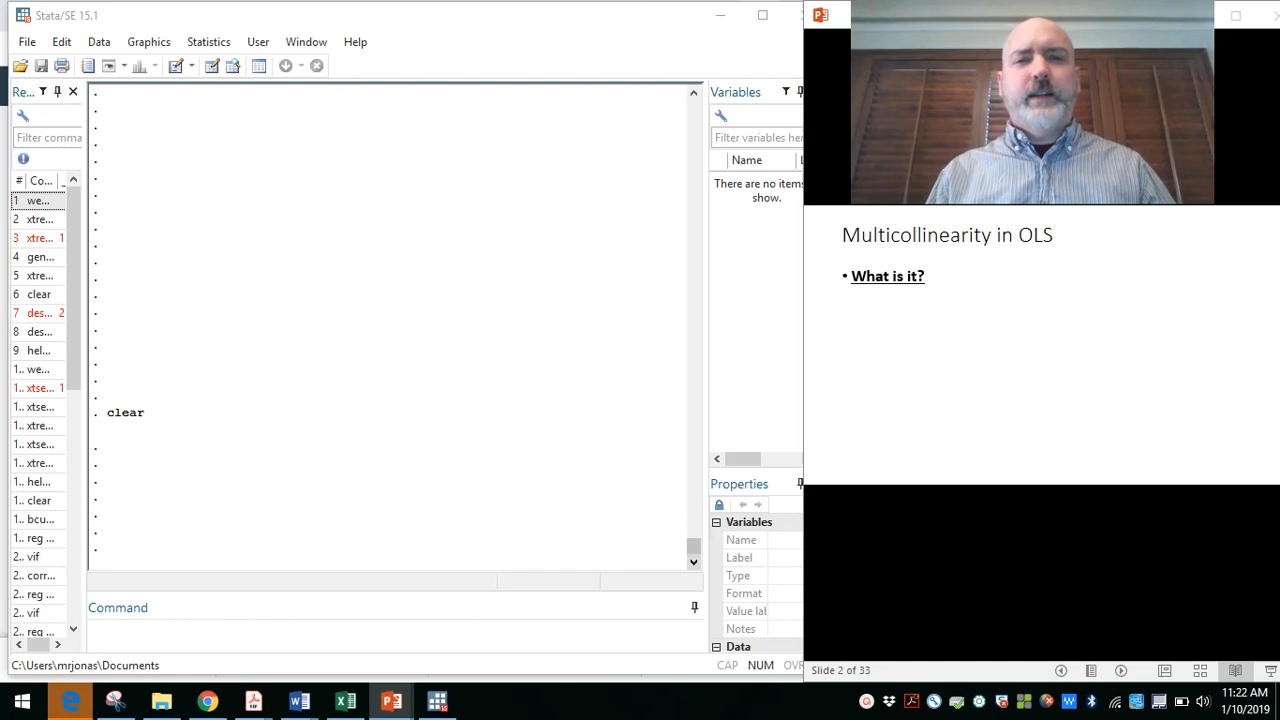 Stata/SE 15.1
File Edit Data Graphics Statistics User Window Help
Re...
Filter comma
# Co...
1 we...
2 xtre...
3 xtre... 1
4 gen...
5 xtre...
6 clear
7 des... 2
8 des...
9 hel...
1.. we...
1.. xtse... 1
1.. xtse...
1.. xtre...
1.. xtse...
1.. xtre...
1.. hel...
1.. clear
1.. bcu...
1.. reg ...
2.. vif
2.. corr...
2.. reg ...
2.. vif
2.. reg ...
. clear
Command
C:\Users\mrjonas\Documents
Variables
Filter variables here
Name L
There are no items
show.
Properties
Variables
Name
Label
Type
Format
Value lab
Notes
Data
CAP NUM OVR
Multicollinearity in OLS
• What is it?
Slide 2 of 33
11:22 AM
1/10/2019